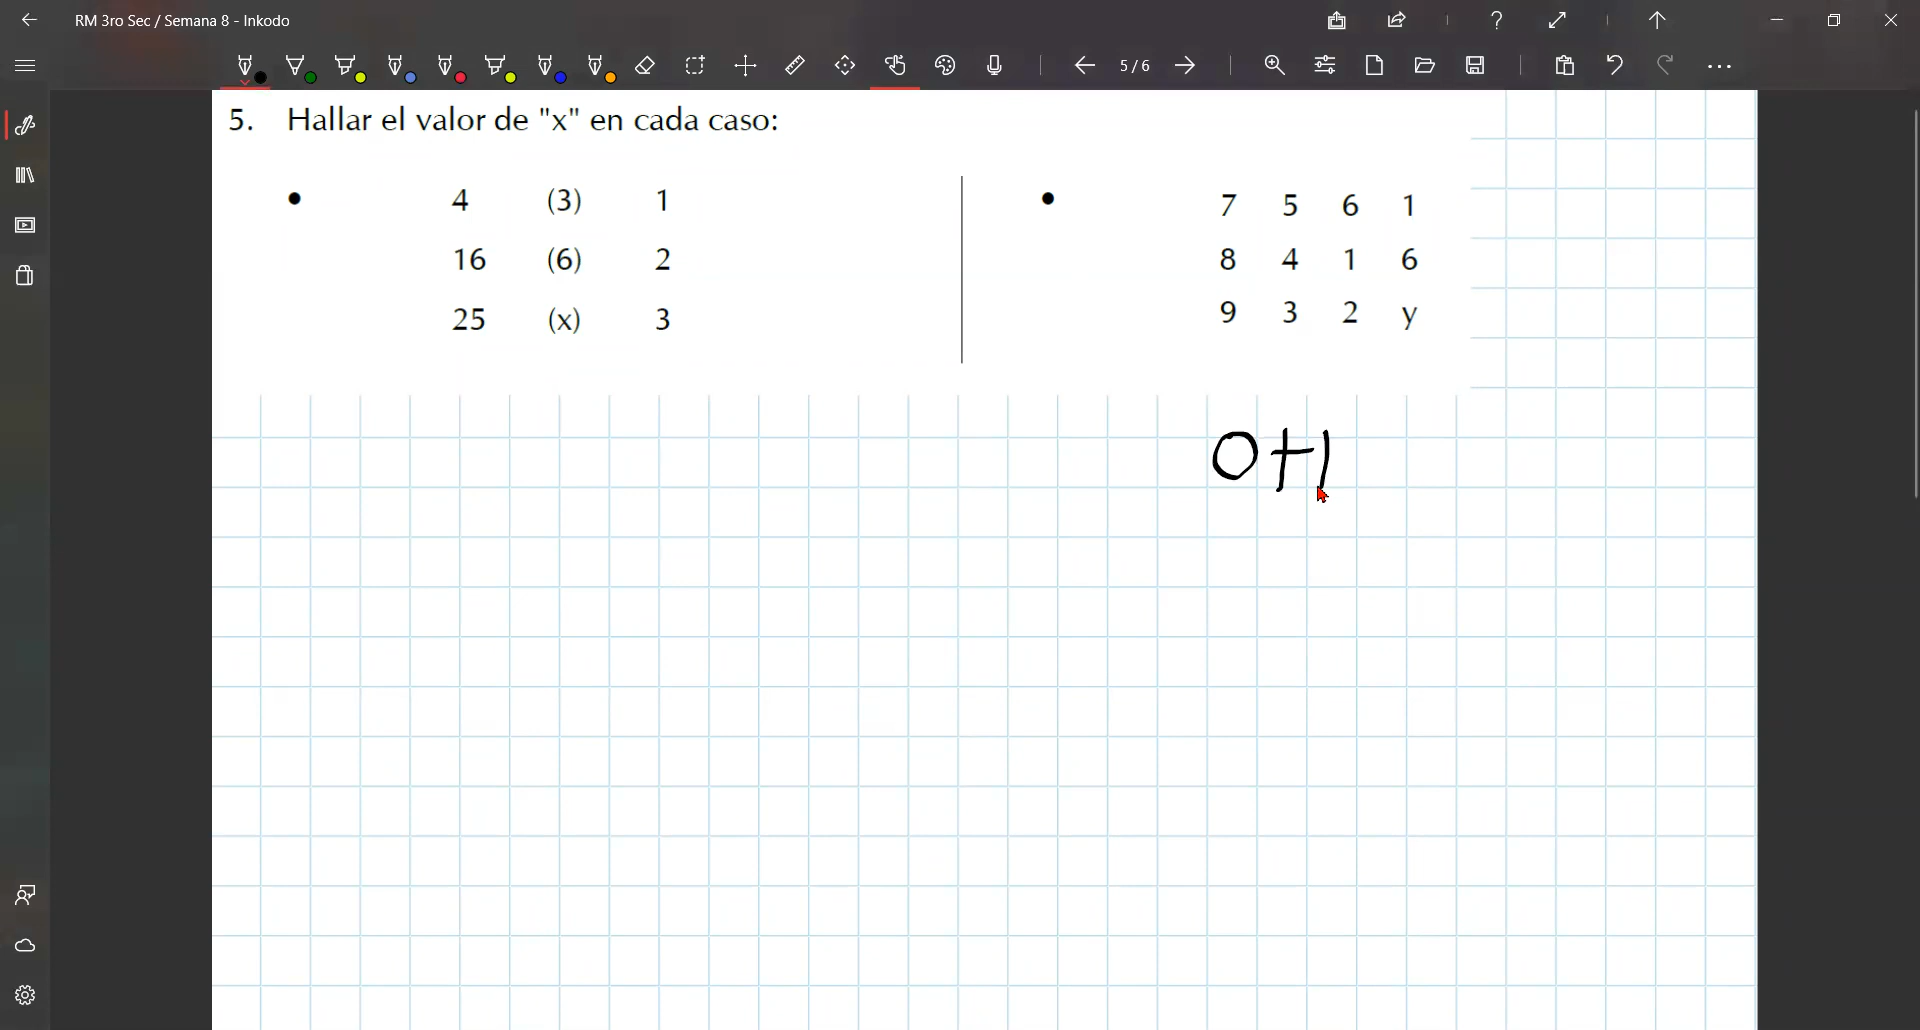 RM 3ro Sec / Semana 8 - Inkodo
5 / 6
5. Hallar el valor de "x" en cada caso:
• 4 (3) 1
16 (6) 2
25 (x) 3
• 7 5 6 1
8 4 1 6
9 3 2 y
0+1